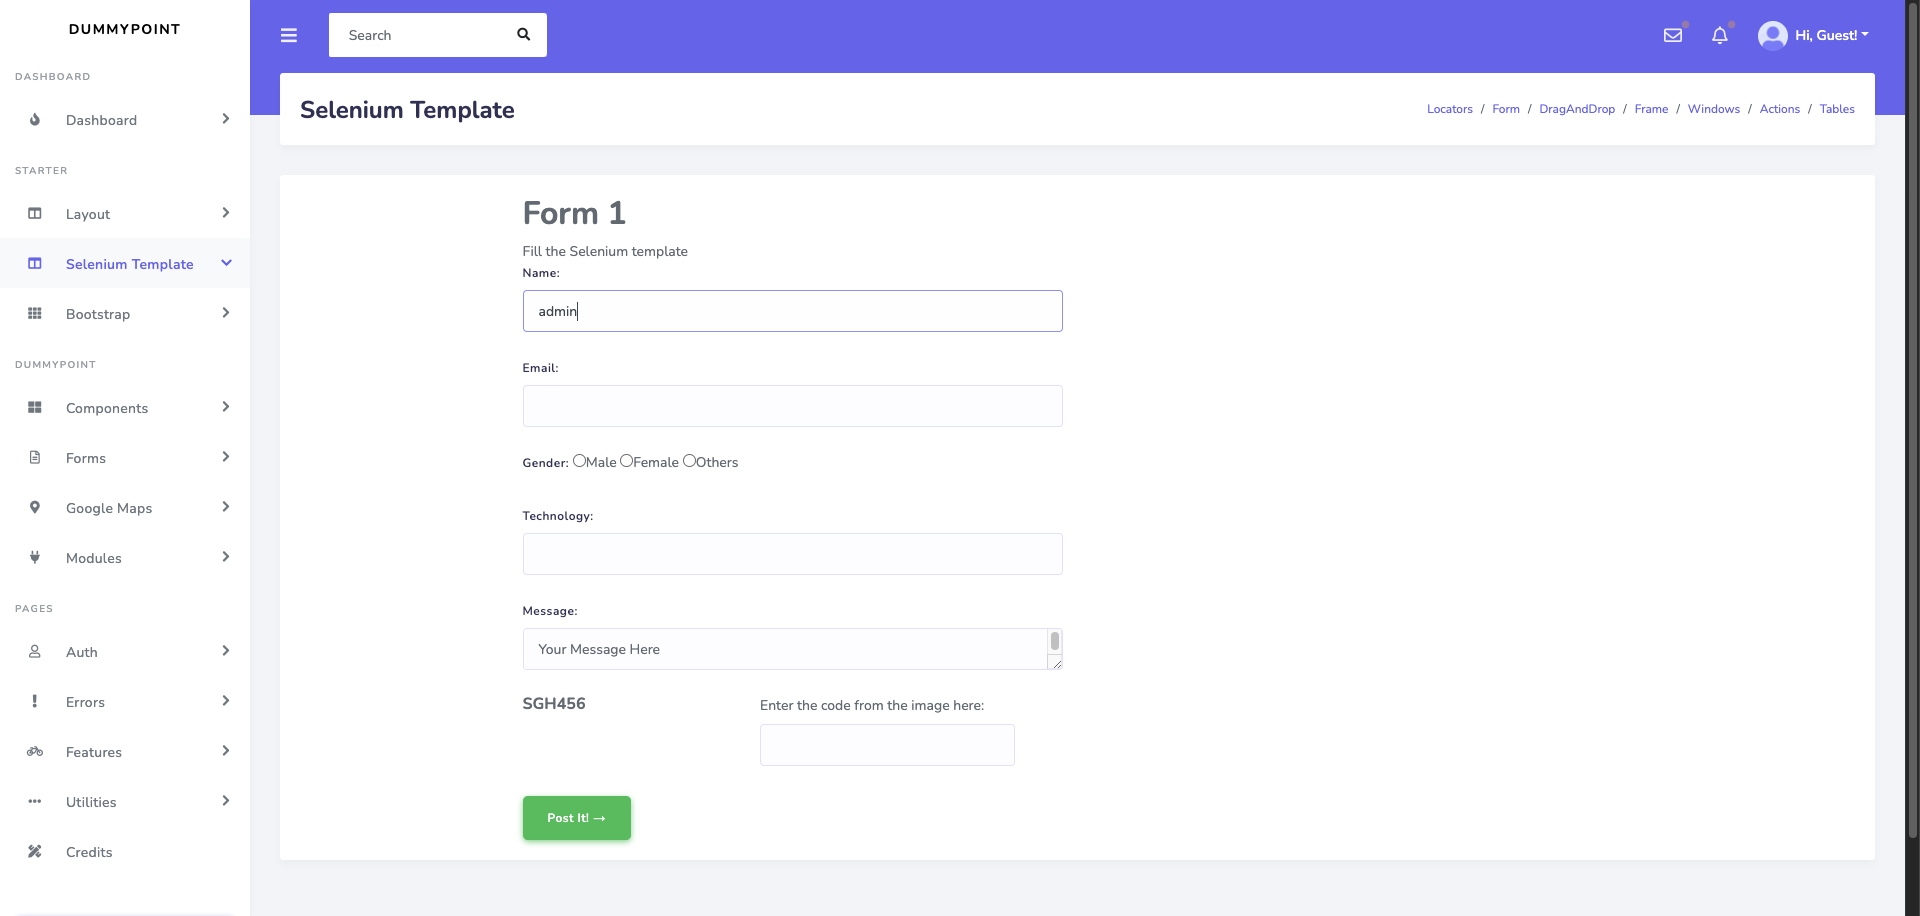 DUMMYPOINT
DASHBOARD
Dashboard
STARTER
Layout
Selenium Template
Bootstrap
DUMMYPOINT
Components
Forms
Google Maps
Modules
PAGES
Auth
Errors
Features
Utilities
Credits
Search
Hi, Guest!
Selenium Template
Locators / Form / DragAndDrop / Frame / Windows / Actions / Tables
Form 1
Fill the Selenium template
Name:
admin
Email:
Gender: Male Female Others
Technology:
Message:
Your Message Here
SGH456
Enter the code from the image here:
Post It! →